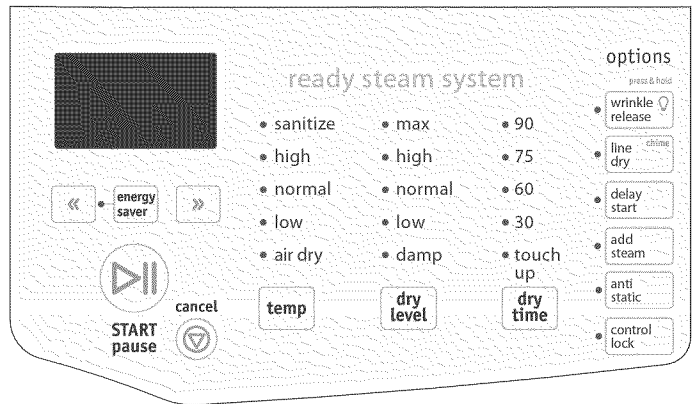 options
ready steam system
press & hold
wrinkle
release
chime
line
dry
delay
start
add
steam
anti
static
control
lock
sanitize
high
normal
low
air dry
temp
max
high
normal
low
damp
dry
level
90
75
60
30
touch
up
dry
time
«
energy
saver
»
START
pause
cancel